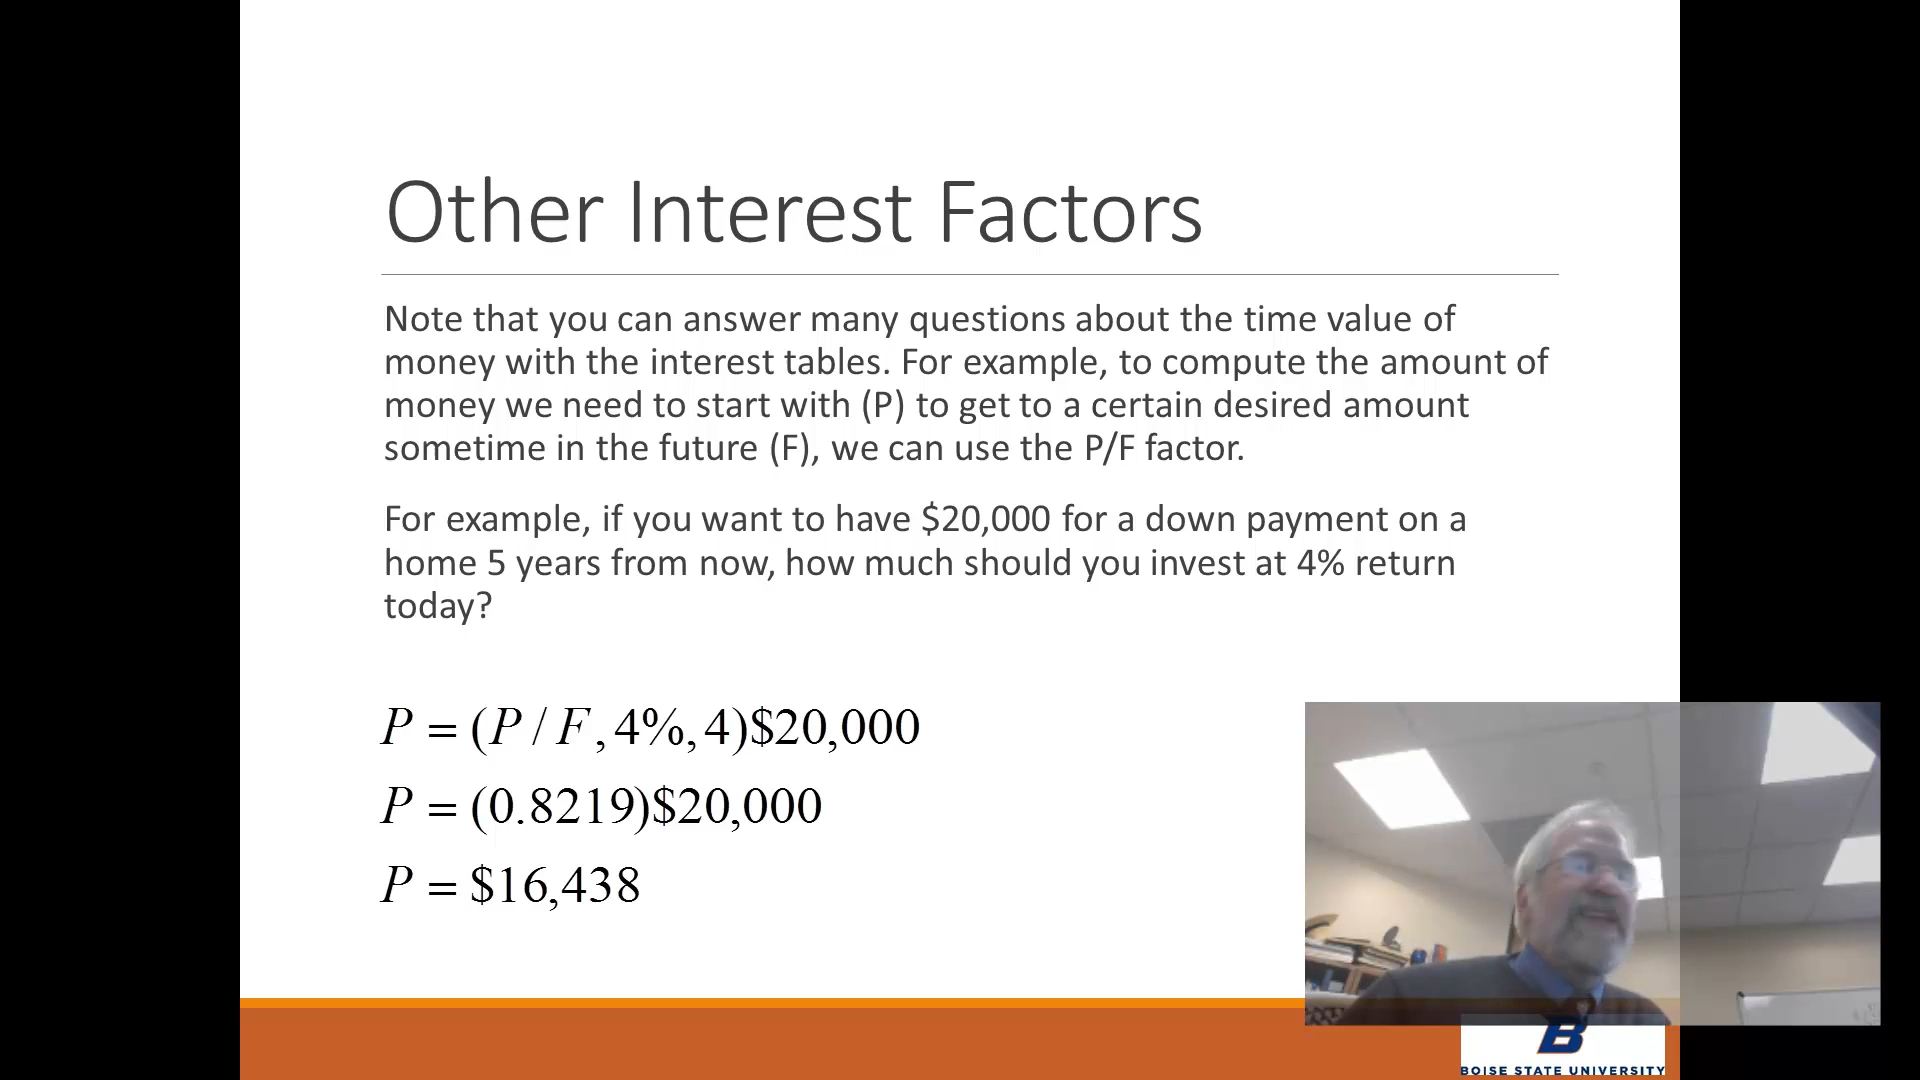 Other Interest Factors
Note that you can answer many questions about the time value of
money with the interest tables. For example, to compute the amount of
money we need to start with (P) to get to a certain desired amount
sometime in the future (F), we can use the P/F factor.
For example, if you want to have $20,000 for a down payment on a
home 5 years from now, how much should you invest at 4% return
today?
P = (P / F, 4%, 4)$20,000
P = (0.8219)$20,000
P = $16,438
B
BOISE STATE UNIVERSITY